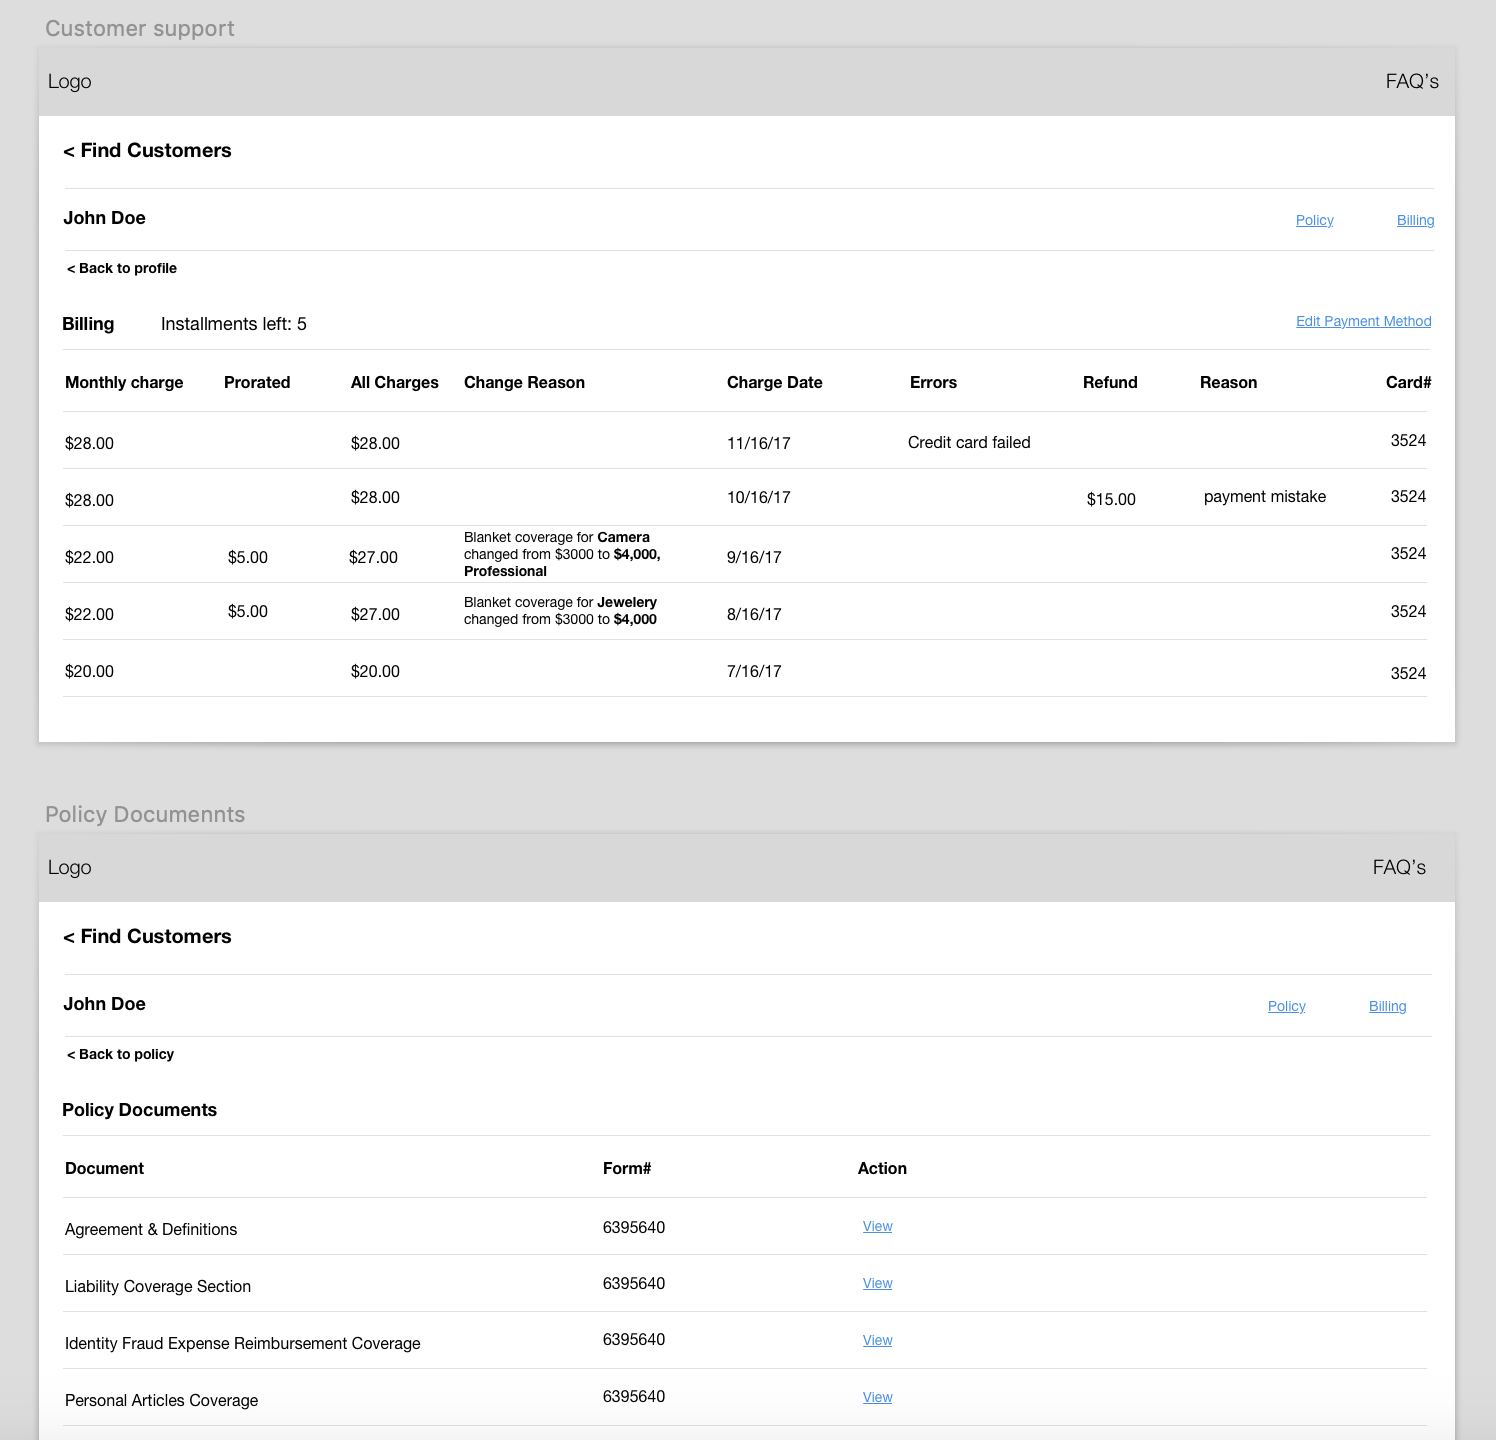 Customer support
Logo FAQ’s
< Find Customers
John Doe Policy Billing
< Back to profile
Billing Installments left: 5 Edit Payment Method
Monthly charge Prorated All Charges Change Reason Charge Date Errors Refund Reason Card#
$28.00 $28.00 11/16/17 Credit card failed 3524
$28.00 $28.00 10/16/17 $15.00 payment mistake 3524
Blanket coverage for Camera
$22.00 $5.00 $27.00 changed from $3000 to $4,000, 9/16/17 3524
Professional
Blanket coverage for Jewelery
$22.00 $5.00 $27.00 changed from $3000 to $4,000 8/16/17 3524
$20.00 $20.00 7/16/17 3524
Policy Documennts
Logo FAQ’s
< Find Customers
John Doe Policy Billing
< Back to policy
Policy Documents
Document Form# Action
Agreement & Definitions 6395640 View
Liability Coverage Section 6395640 View
Identity Fraud Expense Reimbursement Coverage 6395640 View
Personal Articles Coverage 6395640 View